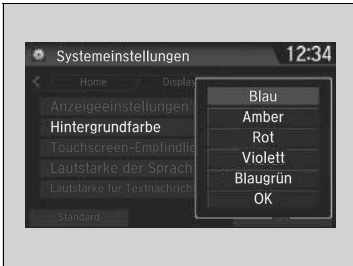 Systemeinstellungen
12:34
Home
Display
Anzeigeeinstellungen
Hintergrundfarbe
Touchscreen-Empfindlic
Lautstärke der Sprach
Lautstärke für Textnachricht
Standard
Blau
Amber
Rot
Violett
Blaugrün
OK